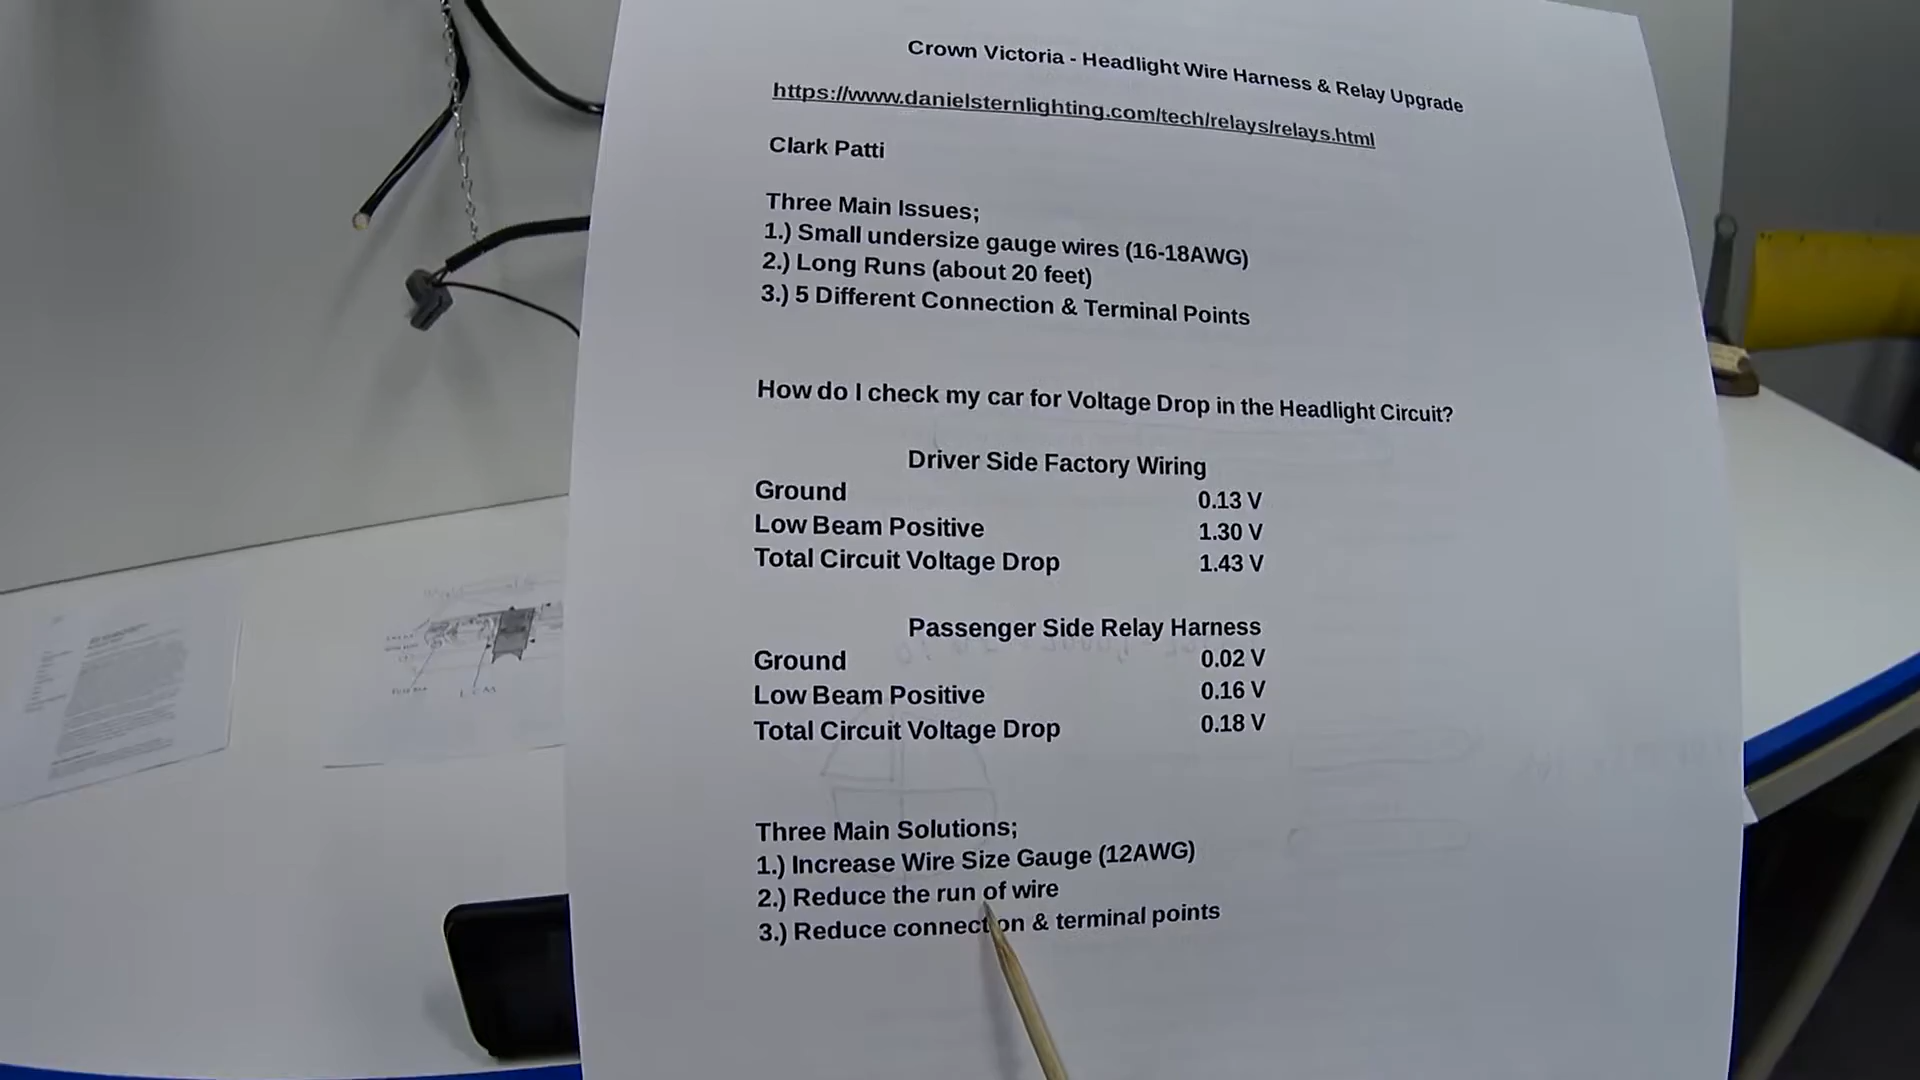 Crown Victoria - Headlight Wire Harness & Relay Upgrade
https://www.danielsternlighting.com/tech/relays/relays.html
Clark Patti
Three Main Issues;
1.) Small undersize gauge wires (16-18AWG)
2.) Long Runs (about 20 feet)
3.) 5 Different Connection & Terminal Points
How do I check my car for Voltage Drop in the Headlight Circuit?
Driver Side Factory Wiring
Ground 0.13 V
Low Beam Positive 1.30 V
Total Circuit Voltage Drop 1.43 V
Passenger Side Relay Harness
Ground 0.02 V
Low Beam Positive 0.16 V
Total Circuit Voltage Drop 0.18 V
Three Main Solutions;
1.) Increase Wire Size Gauge (12AWG)
2.) Reduce the run of wire
3.) Reduce connection & terminal points